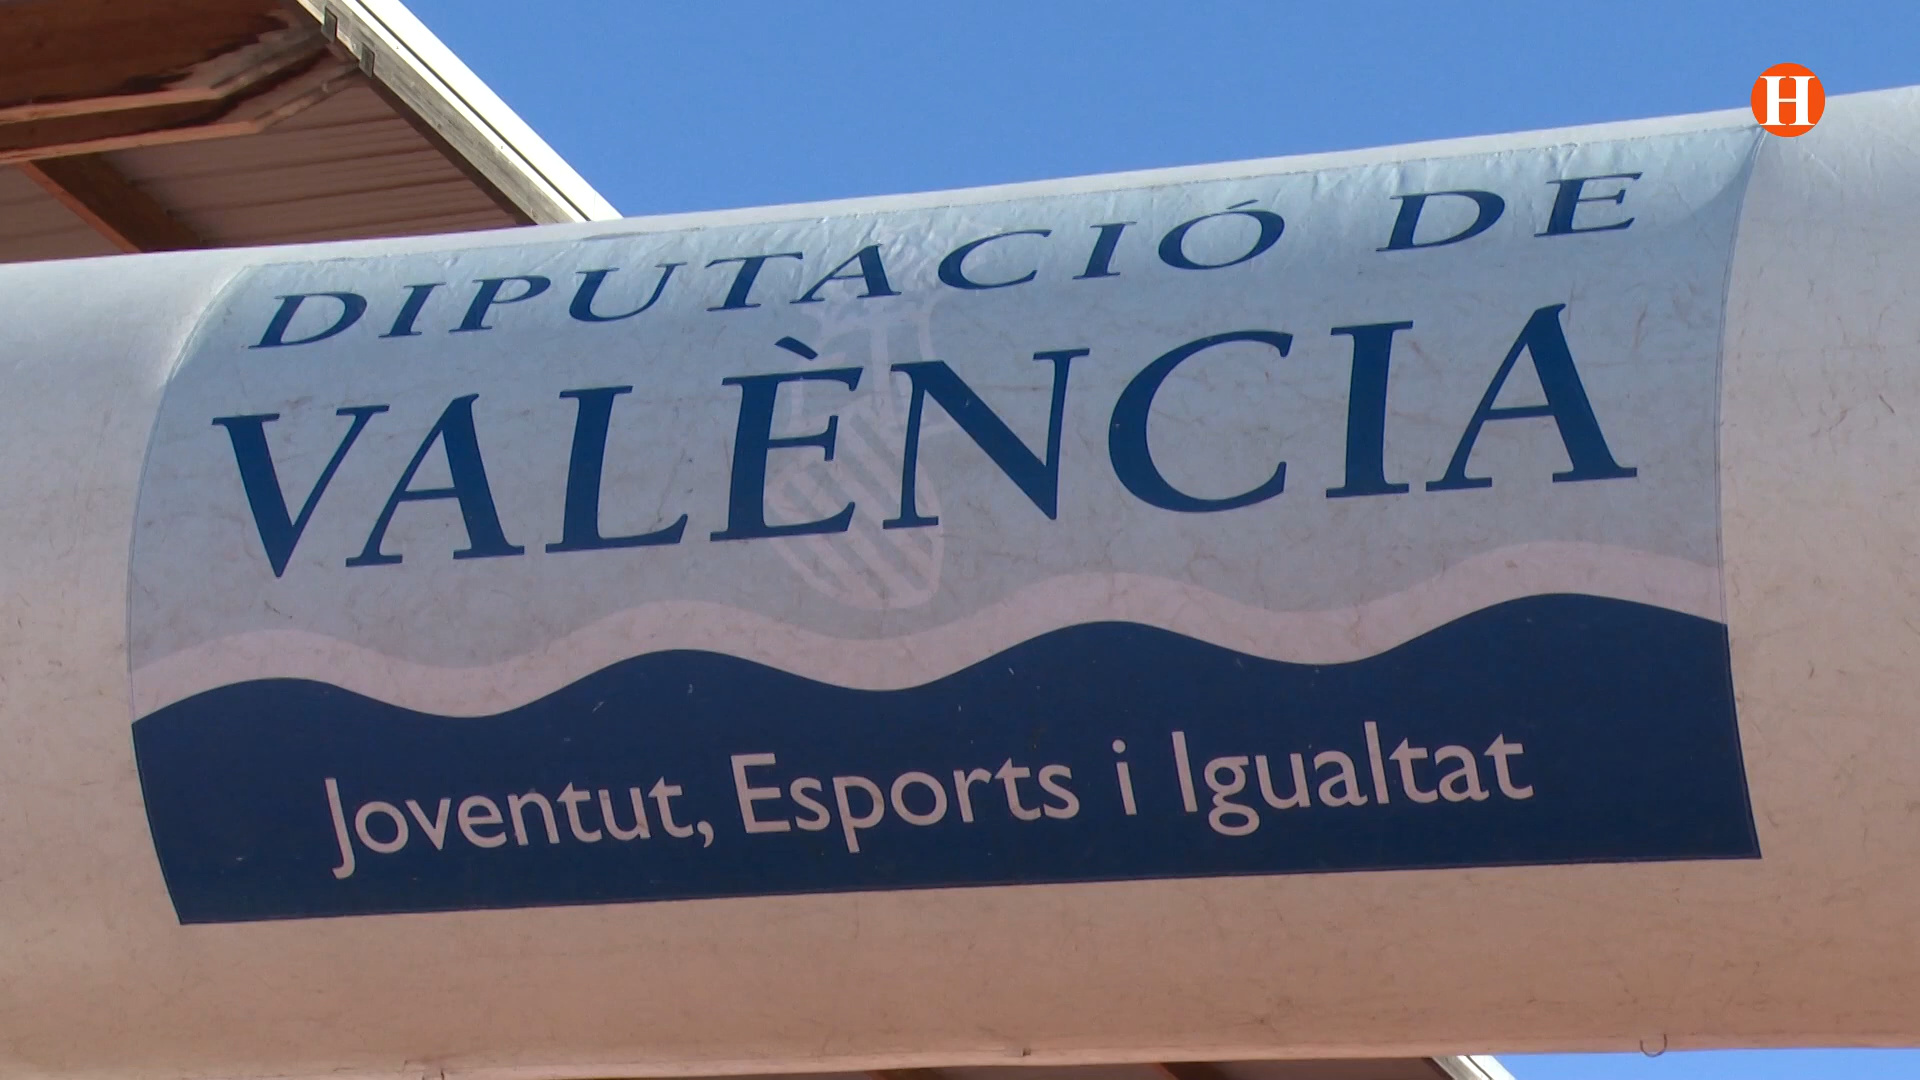 H
DIPUTACIÓ DE
VALÈNCIA
Joventut, Esports i Igualtat